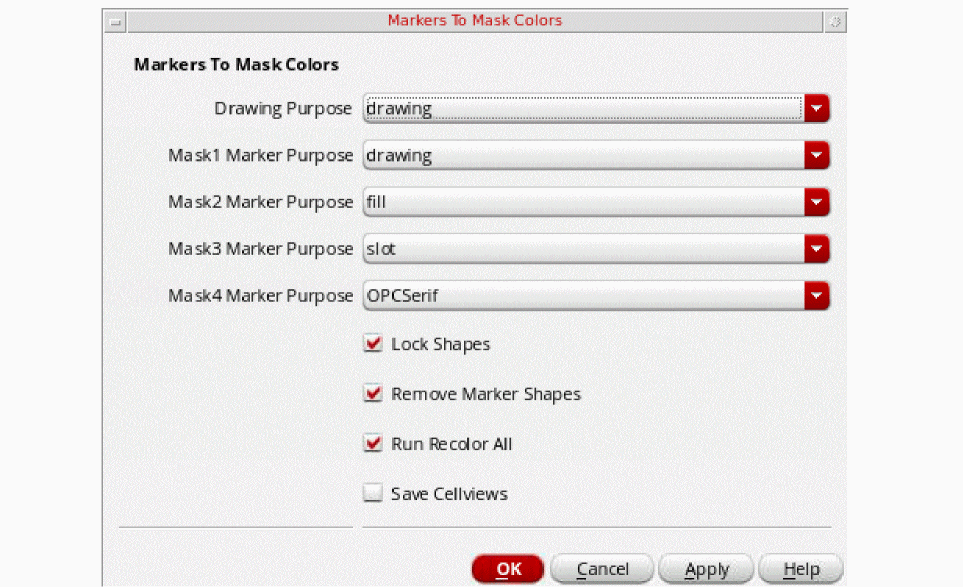 Markers To Mask Colors
Markers To Mask Colors
Drawing Purpose drawing
Mask1 Marker Purpose drawing
Mask2 Marker Purpose fill
Mask3 Marker Purpose slot
Mask4 Marker Purpose OPCSerif
Lock Shapes
Remove Marker Shapes
Run Recolor All
Save Cellviews
OK Cancel Apply Help